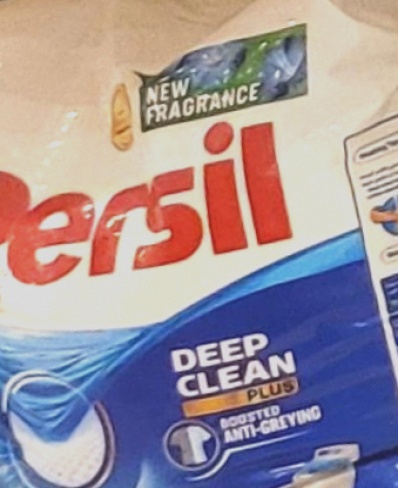 NEW
FRAGRANCE
Persil
DEEP
CLEAN
PLUS
BOOSTED
ANTI-GREYING